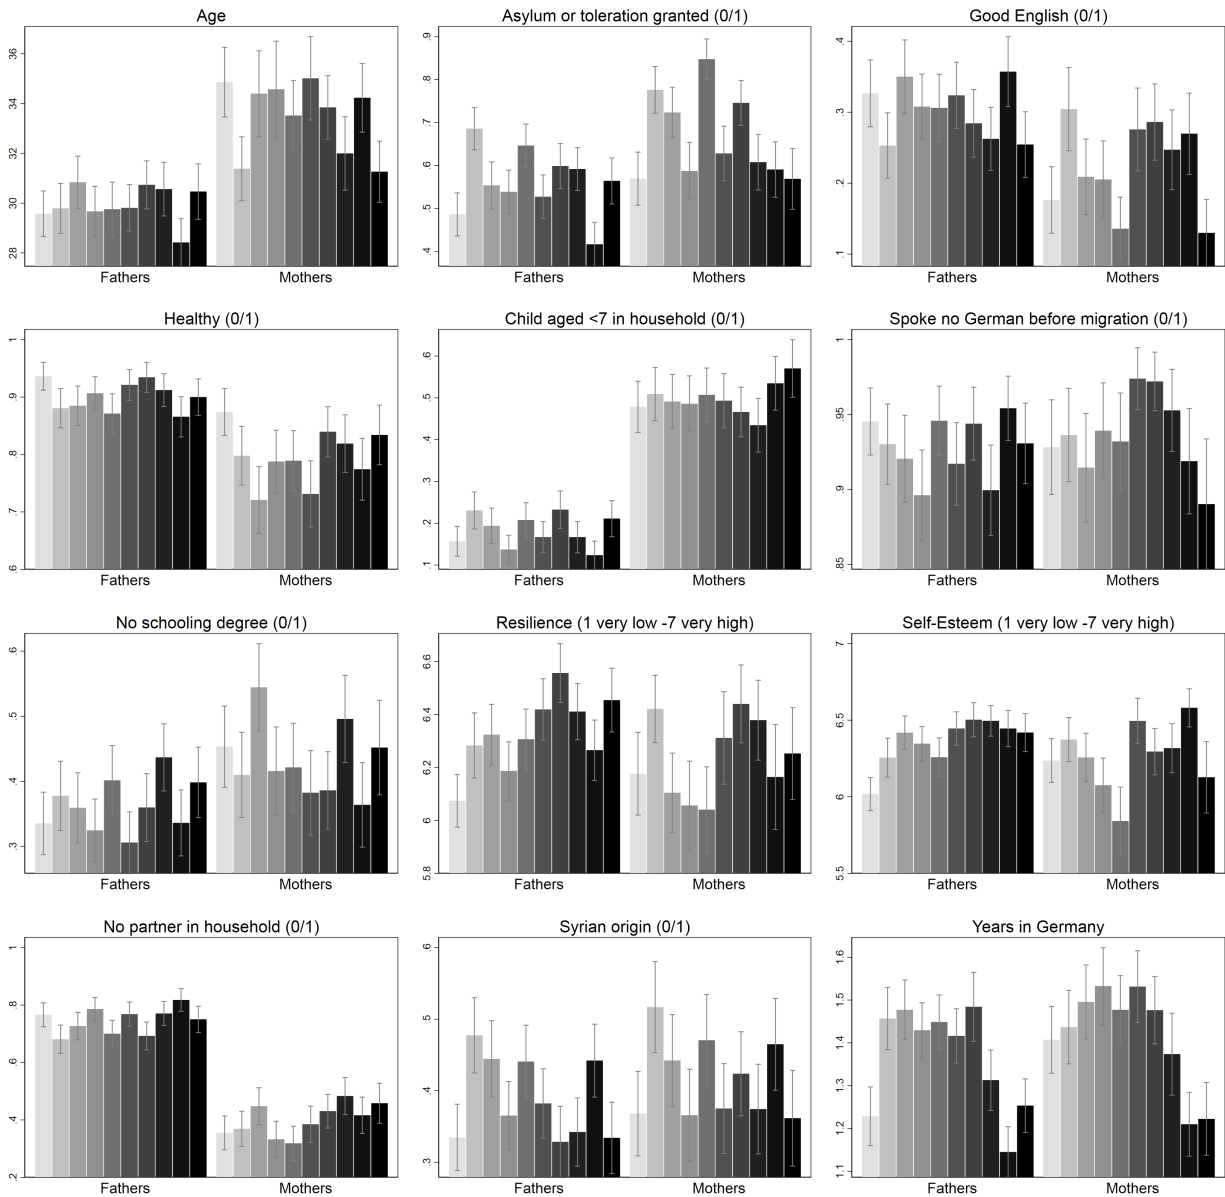 Age
36
34
32
30
28
Fathers
Mothers
Asylum or toleration granted (0/1)
.9
.8
.7
.6
.5
.4
Fathers
Mothers
Good English (0/1)
.4
.3
.2
.1
Fathers
Mothers
Healthy (0/1)
1
.9
.8
.7
.6
Fathers
Mothers
Child aged <7 in household (0/1)
.6
.5
.4
.3
.2
.1
Fathers
Mothers
Spoke no German before migration (0/1)
1
.95
.9
.85
Fathers
Mothers
No schooling degree (0/1)
.6
.5
.4
.3
Fathers
Mothers
Resilience (1 very low -7 very high)
6.6
6.4
6.2
6
5.8
Fathers
Mothers
Self-Esteem (1 very low -7 very high)
7
6.5
6
5.5
Fathers
Mothers
No partner in household (0/1)
1
.8
.6
.4
.2
Fathers
Mothers
Syrian origin (0/1)
.6
.5
.4
.3
Fathers
Mothers
Years in Germany
1.6
1.5
1.4
1.3
1.2
1.1
Fathers
Mothers